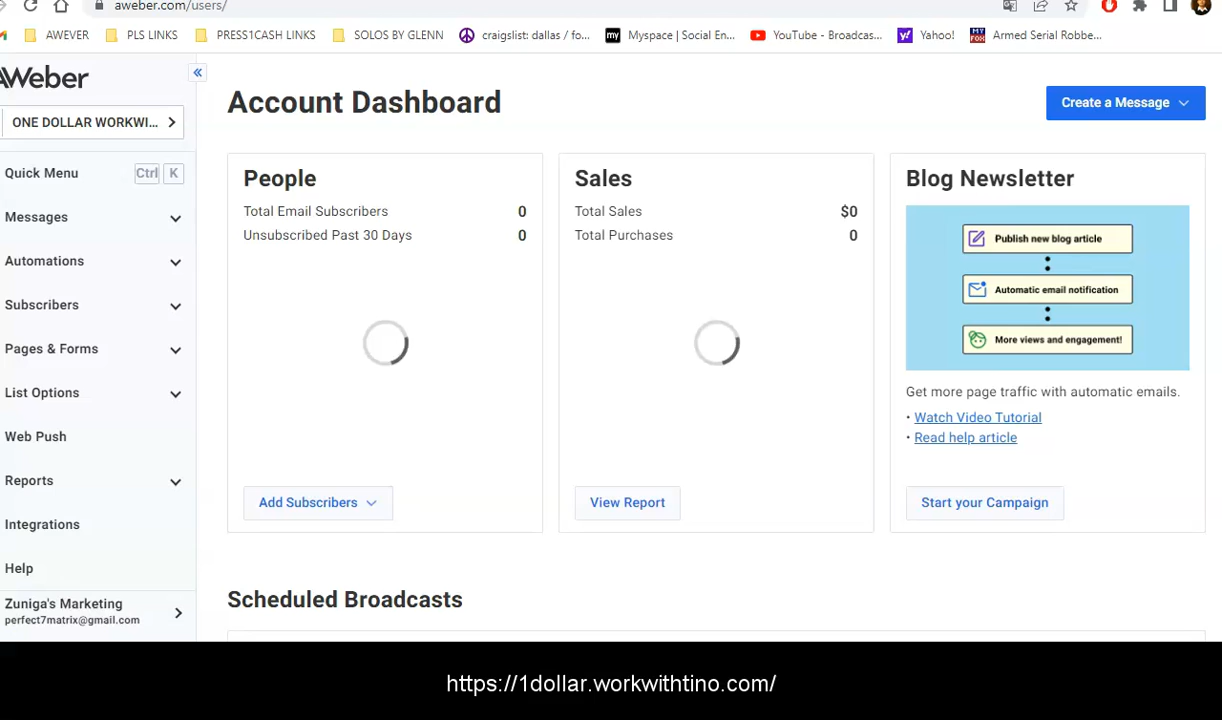 aweber.com/users/
AWEVER
PLS LINKS
PRESS1CASH LINKS
SOLOS BY GLENN
craigslist: dallas / fo...
my
Myspace | Social En...
YouTube - Broadcas...
y!
Yahoo!
MY FOX
Armed Serial Robbe...
AWeber
«
ONE DOLLAR WORKWI...
Quick Menu
Ctrl K
Messages
Automations
Subscribers
Pages & Forms
List Options
Web Push
Reports
Integrations
Help
Zuniga's Marketing
perfect7matrix@gmail.com
Account Dashboard
Create a Message
People
Total Email Subscribers 0
Unsubscribed Past 30 Days 0
Add Subscribers
Sales
Total Sales $0
Total Purchases 0
View Report
Blog Newsletter
Publish new blog article
Automatic email notification
More views and engagement!
Get more page traffic with automatic emails.
• Watch Video Tutorial
• Read help article
Start your Campaign
Scheduled Broadcasts
https://1dollar.workwithtino.com/